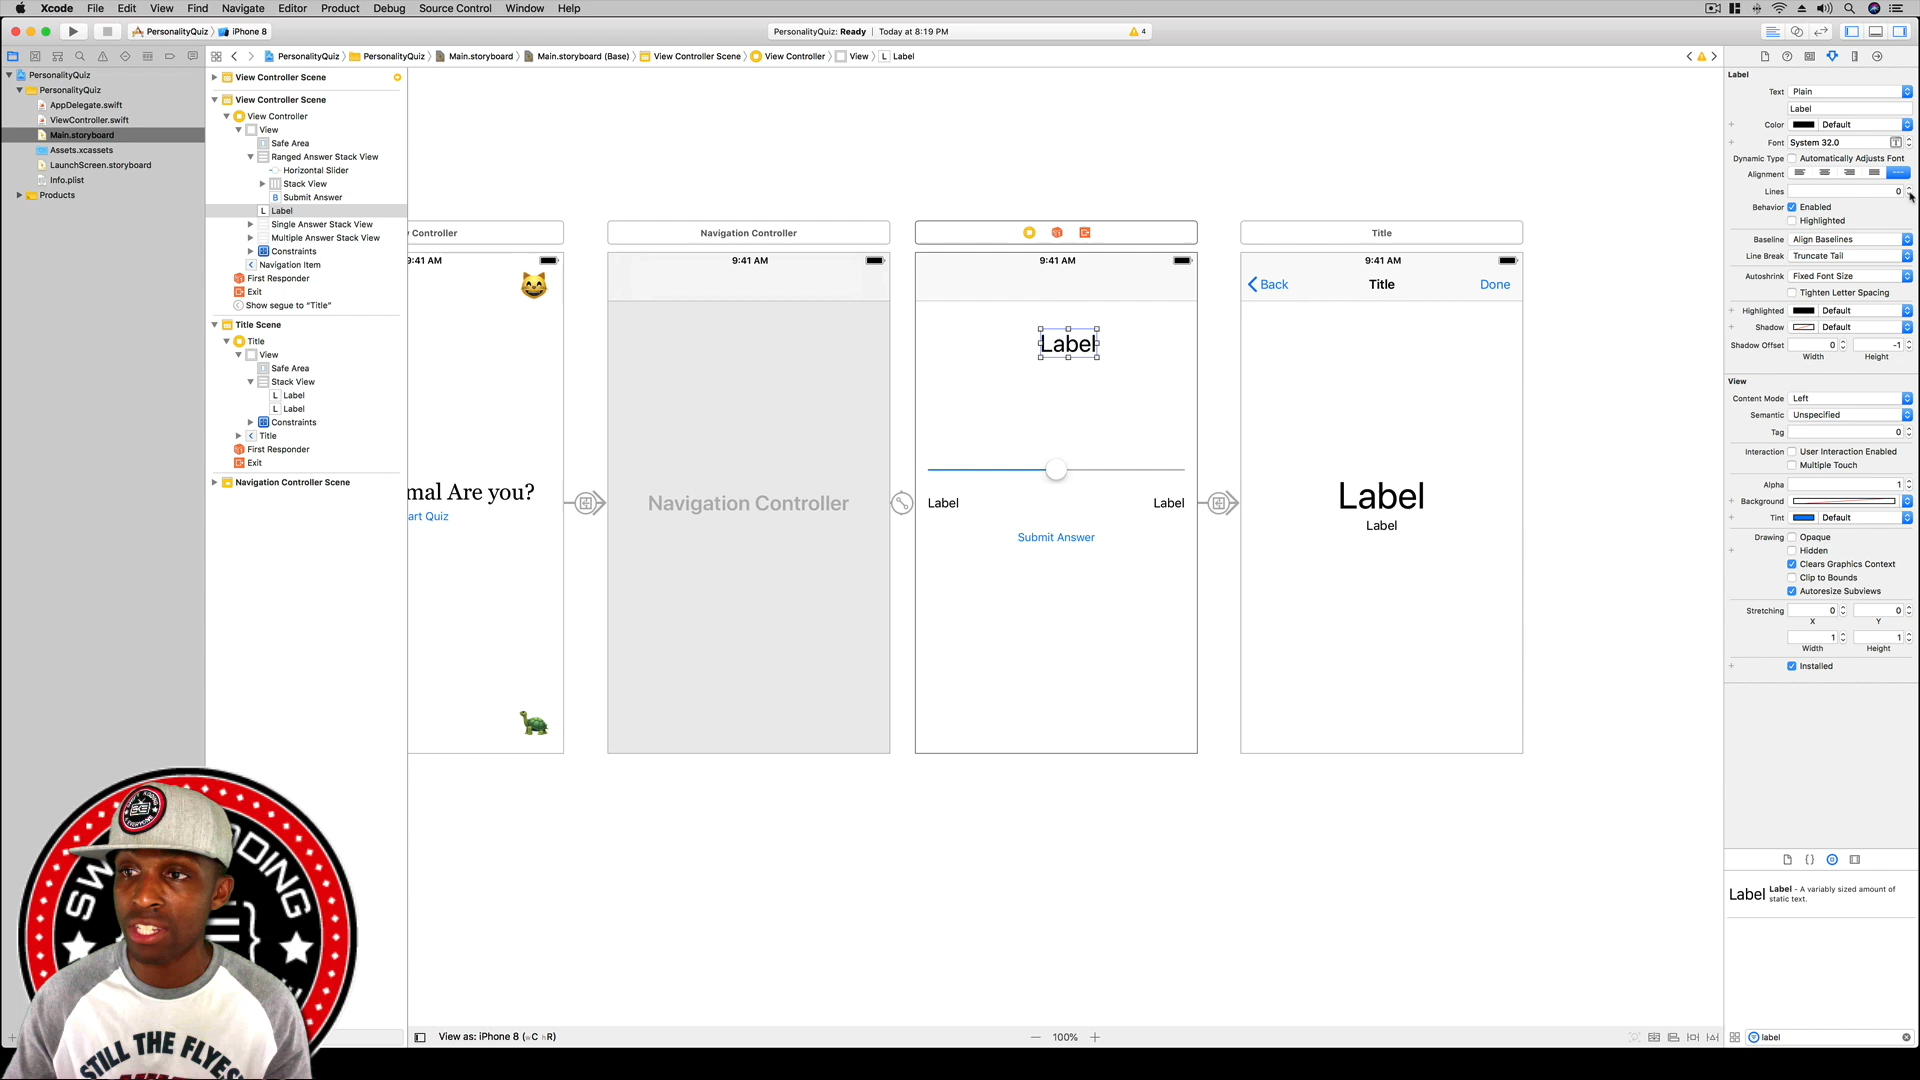 Xcode File Edit View Find Navigate Editor Product Debug Source Control Window Help
PersonalityQuiz iPhone 8 PersonalityQuiz: Ready Today at 8:19 PM 4
PersonalityQuiz PersonalityQuiz Main.storyboard Main.storyboard (Base) View Controller Scene View Controller View L Label
PersonalityQuiz
PersonalityQuiz
AppDelegate.swift
ViewController.swift
Main.storyboard
Assets.xcassets
LaunchScreen.storyboard
Info.plist
Products
View Controller Scene
View Controller Scene
View Controller
View
Safe Area
Ranged Answer Stack View
Horizontal Slider
Stack View
B Submit Answer
L Label
Single Answer Stack View
Multiple Answer Stack View
Constraints
Navigation Item
First Responder
Exit
Show segue to “Title”
Title Scene
Title
View
Safe Area
Stack View
L Label
L Label
Constraints
Title
First Responder
Exit
Navigation Controller Scene
Controller
9:41 AM
mal Are you?
art Quiz
Navigation Controller
9:41 AM
Navigation Controller
9:41 AM
Label
Label Label
Submit Answer
Title
9:41 AM
Back Title Done
Label
Label
View as: iPhone 8 (wC hR)
100%
Label
Text Plain
Label
Color Default
Font System 32.0
Dynamic Type Automatically Adjusts Font
Alignment
Lines 0
Behavior Enabled
Highlighted
Baseline Align Baselines
Line Break Truncate Tail
Autoshrink Fixed Font Size
Tighten Letter Spacing
Highlighted Default
Shadow Default
Shadow Offset 0 -1
Width Height
View
Content Mode Left
Semantic Unspecified
Tag 0
Interaction User Interaction Enabled
Multiple Touch
Alpha 1
Background
Tint Default
Drawing Opaque
Hidden
Clears Graphics Context
Clip to Bounds
Autoresize Subviews
Stretching 0 0
X Y
1 1
Width Height
Installed
Label Label - A variably sized amount of
static text.
label
STILL THE FLYES